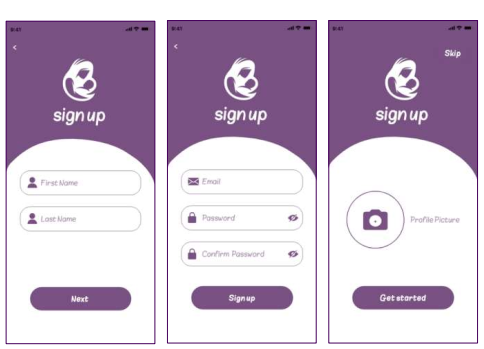 9:41
sign up
First Name
Last Name
Next
9:41
sign up
Email
Password
Confirm Password
Sign up
9:41
Skip
sign up
Profile Picture
Get started